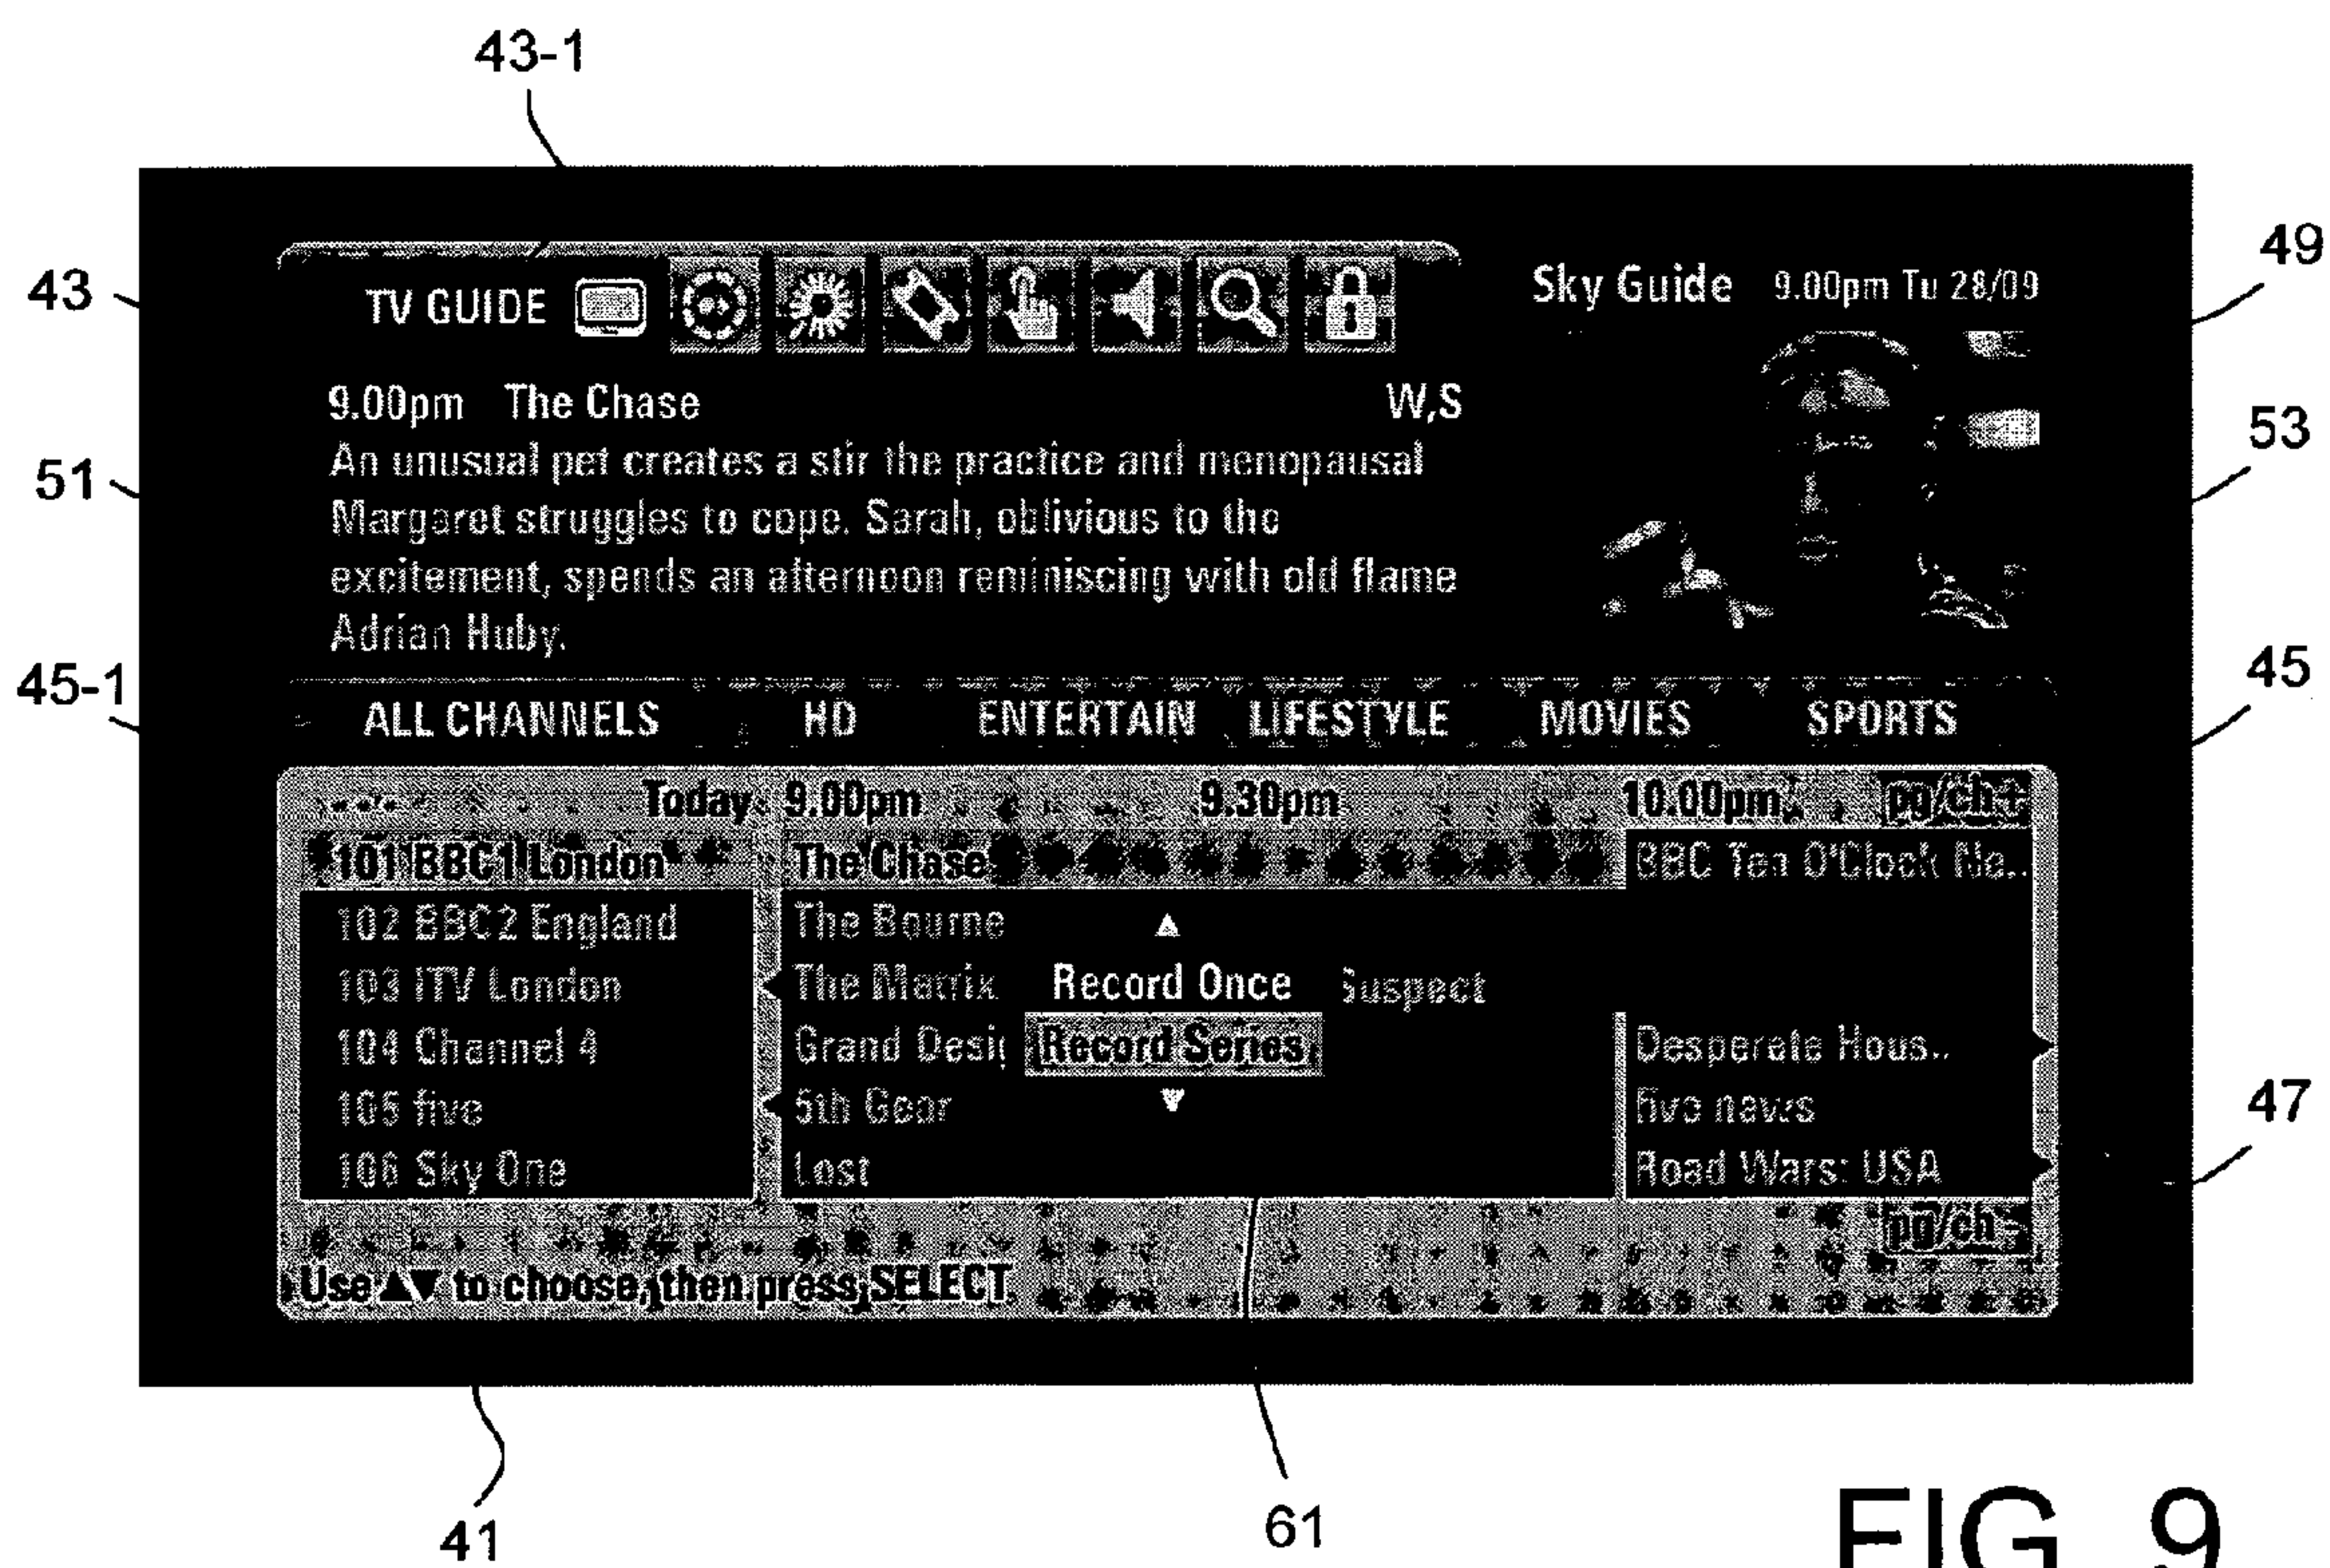 43-1
43
49
TV GUIDE
Sky Guide 9.00pm Tu 28/09
9.00pm The Chase W,S
53
51
An unusual pet creates a stir the practice and menopausal
Margaret struggles to cope. Sarah, oblivious to the
excitement, spends an afternoon reminiscing with old flame
Adrian Huby.
45-1
45
ALL CHANNELS HD ENTERTAIN LIFESTYLE MOVIES SPORTS
Today 9.00pm 9.30pm 10.00pm pg/ch+
101 BBC1 London The Chase BBC Ten O'Clock Ne..
102 BBC2 England The Bourne
103 ITV London The Matrix Record Once Suspect
104 Channel 4 Grand Desi Record Series Desperate Hous..
105 five 5th Gear five news
47
106 Sky One Lost Road Wars: USA
pg/ch -
Use ▲▼ to choose, then press SELECT
41
61
FIG. 9